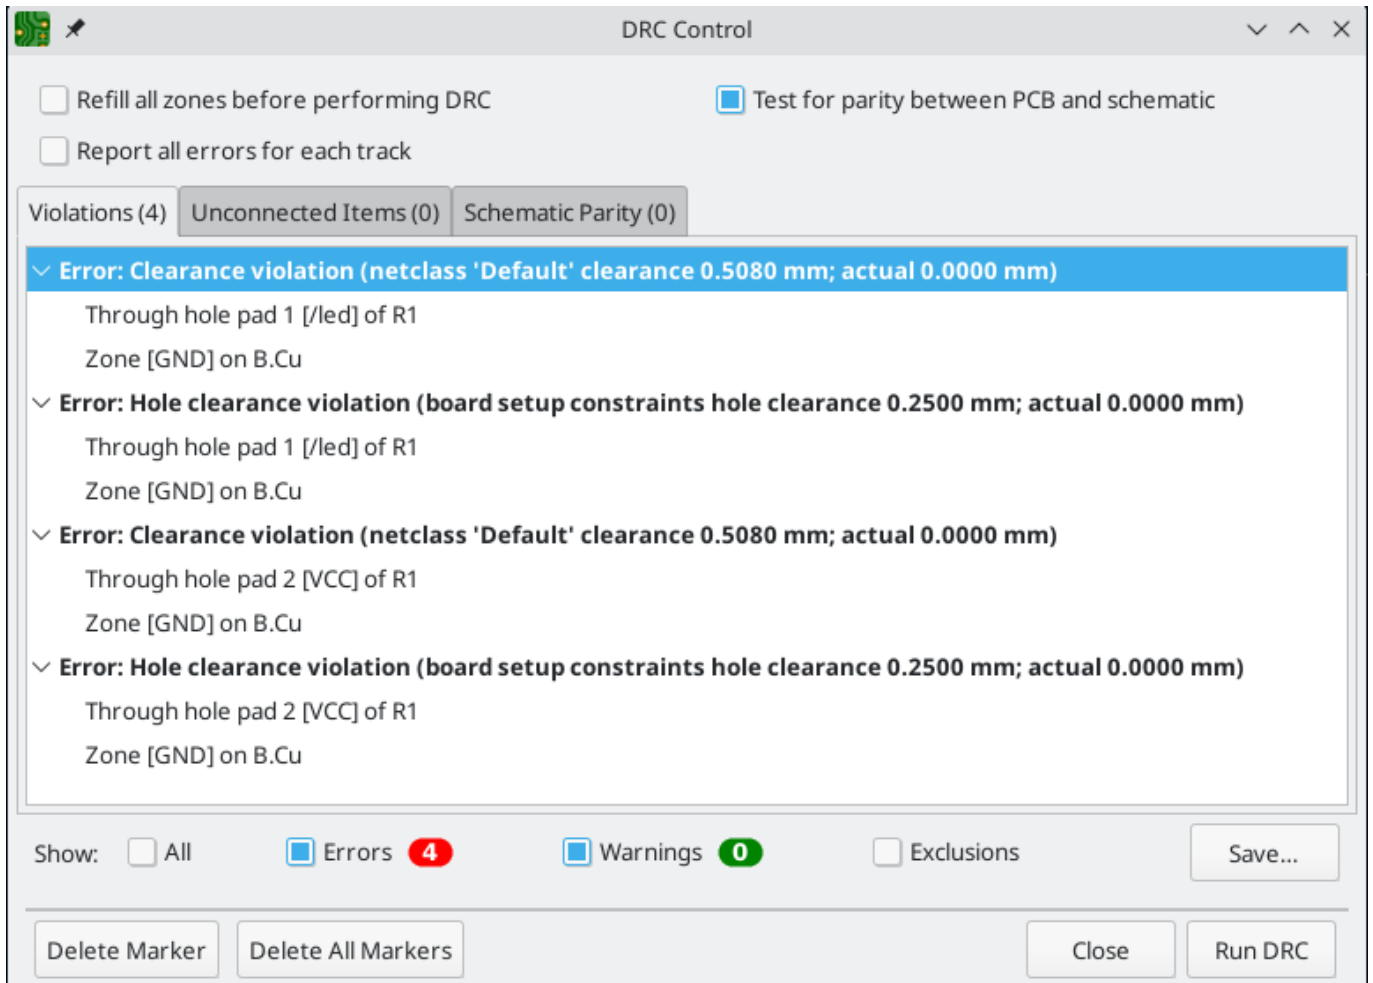 DRC Control
Refill all zones before performing DRC
Test for parity between PCB and schematic
Report all errors for each track
Violations (4)
Unconnected Items (0)
Schematic Parity (0)
Error: Clearance violation (netclass 'Default' clearance 0.5080 mm; actual 0.0000 mm)
Through hole pad 1 [/led] of R1
Zone [GND] on B.Cu
Error: Hole clearance violation (board setup constraints hole clearance 0.2500 mm; actual 0.0000 mm)
Through hole pad 1 [/led] of R1
Zone [GND] on B.Cu
Error: Clearance violation (netclass 'Default' clearance 0.5080 mm; actual 0.0000 mm)
Through hole pad 2 [VCC] of R1
Zone [GND] on B.Cu
Error: Hole clearance violation (board setup constraints hole clearance 0.2500 mm; actual 0.0000 mm)
Through hole pad 2 [VCC] of R1
Zone [GND] on B.Cu
Show:
All
Errors 4
Warnings 0
Exclusions
Save...
Delete Marker
Delete All Markers
Close
Run DRC